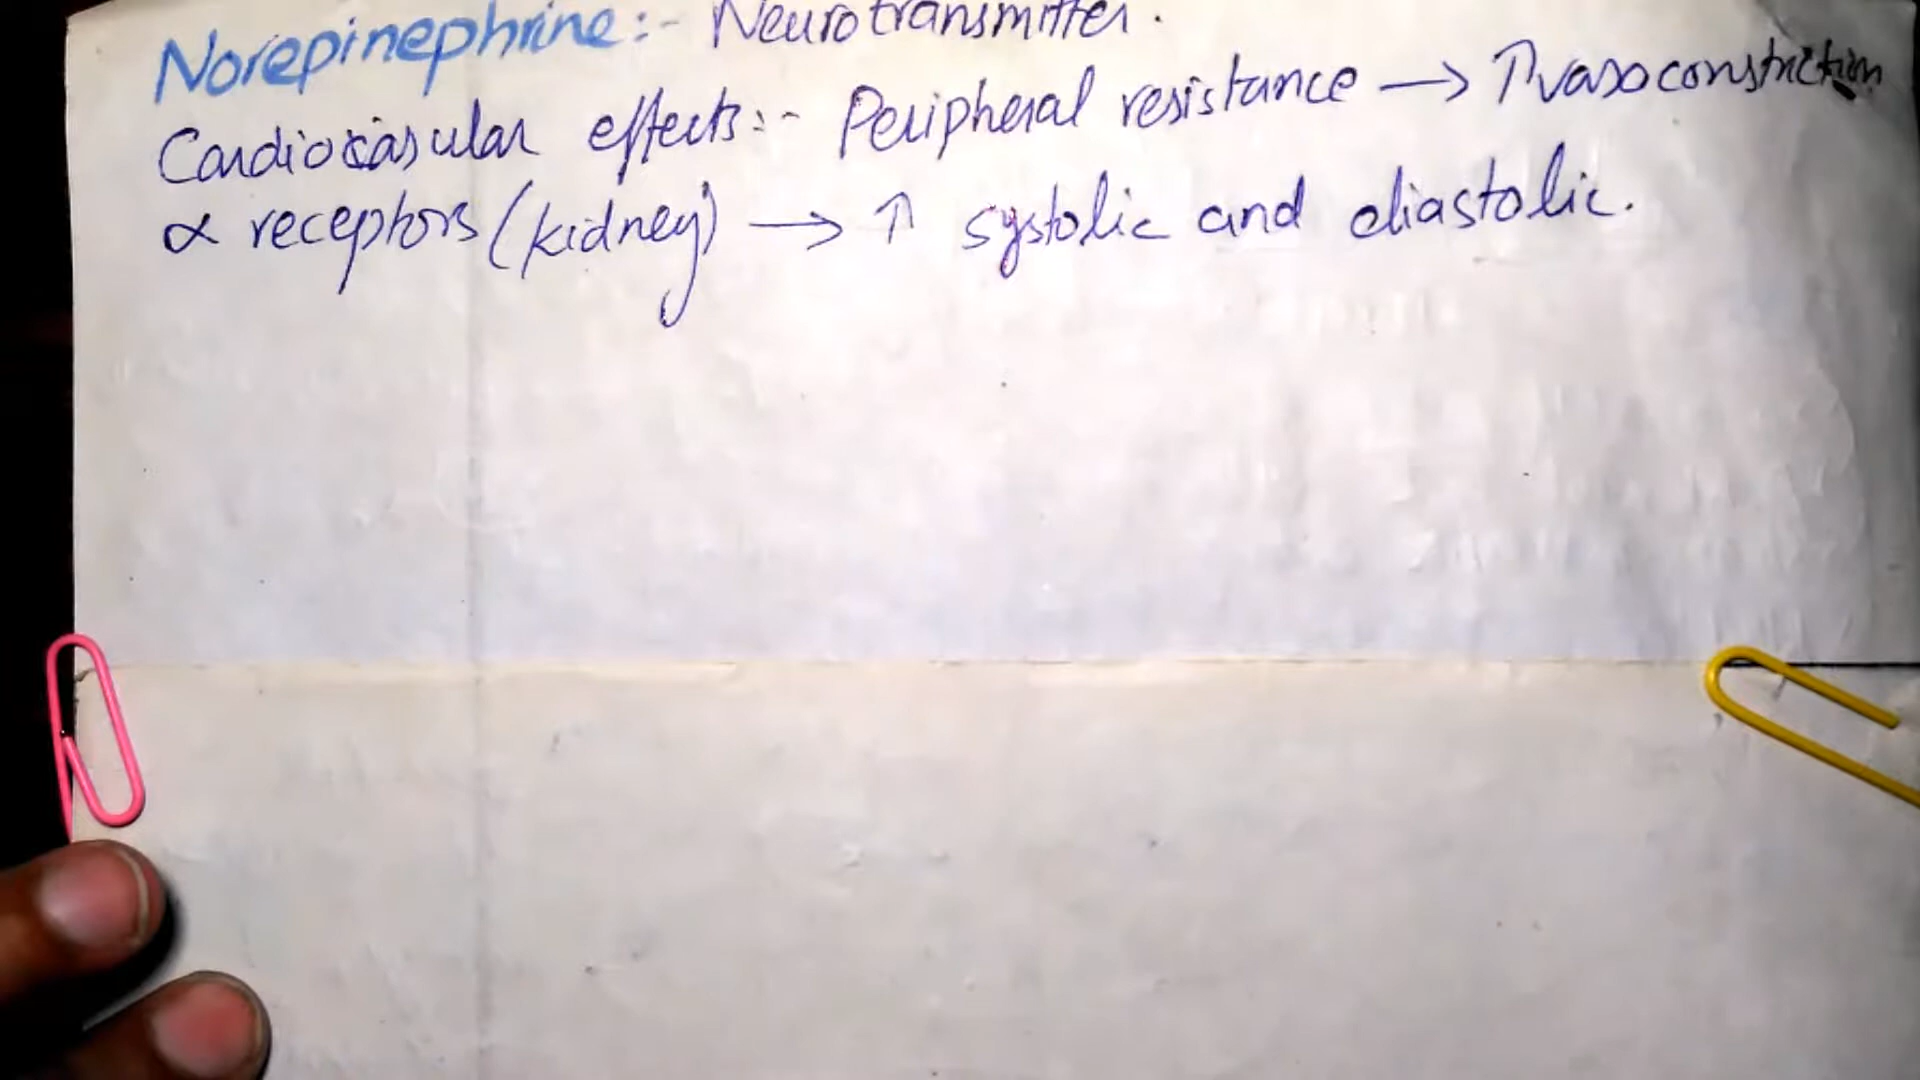 Norepinephrine:- Neurotransmitter.
Cardiovascular effects:- Peripheral resistance → ↑vasoconstriction
α receptors (kidney) → ↑ systolic and diastolic.